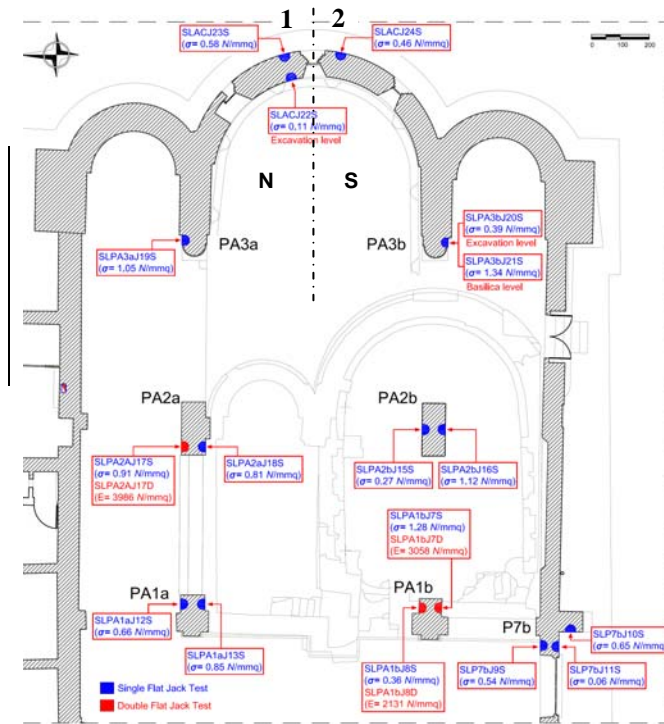 1 2
SLACJ23S
(σ= 0.58 N/mmq)
SLACJ24S
(σ= 0,46 N/mmq)
0 50 100 200
SLACJ22S
(σ= 0,11 N/mmq)
Excavation level
N S
PA3a
PA3b
SLPA3bJ20S
(σ= 0.39 N/mmq)
Excavation level
SLPA3bJ21S
(σ= 1,34 N/mmq)
Basilica level
SLPA3aJ19S
(σ= 1,05 N/mmq)
PA2a
PA2b
SLPA2AJ17S
(σ= 0.91 N/mmq)
SLPA2AJ17D
(E= 3986 N/mmq)
SLPA2aJ18S
(σ= 0,81 N/mmq)
SLPA2bJ15S
(σ= 0.27 N/mmq)
SLPA2bJ16S
(σ= 1,12 N/mmq)
SLPA1bJ7S
(σ= 1,28 N/mmq)
SLPA1bJ7D
(E= 3058 N/mmq)
PA1a
PA1b
P7b
SLPA1aJ12S
(σ= 0.66 N/mmq)
SLPA1aJ13S
(σ= 0.85 N/mmq)
SLPA1bJ8S
(σ= 0.36 N/mmq)
SLPA1bJ8D
(E= 2131 N/mmq)
SLP7bJ9S
(σ= 0.54 N/mmq)
SLP7bJ10S
(σ= 0.65 N/mmq)
SLP7bJ11S
(σ= 0.06 N/mmq)
Single Flat Jack Test
Double Flat Jack Test